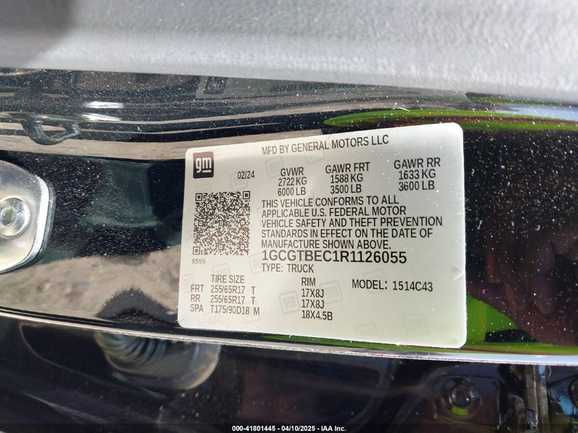 MFD BY GENERAL MOTORS LLC
gm
02/24
GVWR GAWR FRT GAWR RR
2722 KG 1588 KG 1633 KG
6000 LB 3500 LB 3600 LB
THIS VEHICLE CONFORMS TO ALL
APPLICABLE U.S. FEDERAL MOTOR
VEHICLE SAFETY AND THEFT PREVENTION
STANDARDS IN EFFECT ON THE DATE OF
MANUFACTURE SHOWN ABOVE.
1GCGTBEC1R1126055
TYPE: TRUCK
TIRE SIZE RIM MODEL: 1514C43
FRT 255/65R17 T 17X8J
RR 255/65R17 T 17X8J
SPA T175/90D18 M 18X4.5B
000-41801445 - 04/10/2025 - IAA Inc.